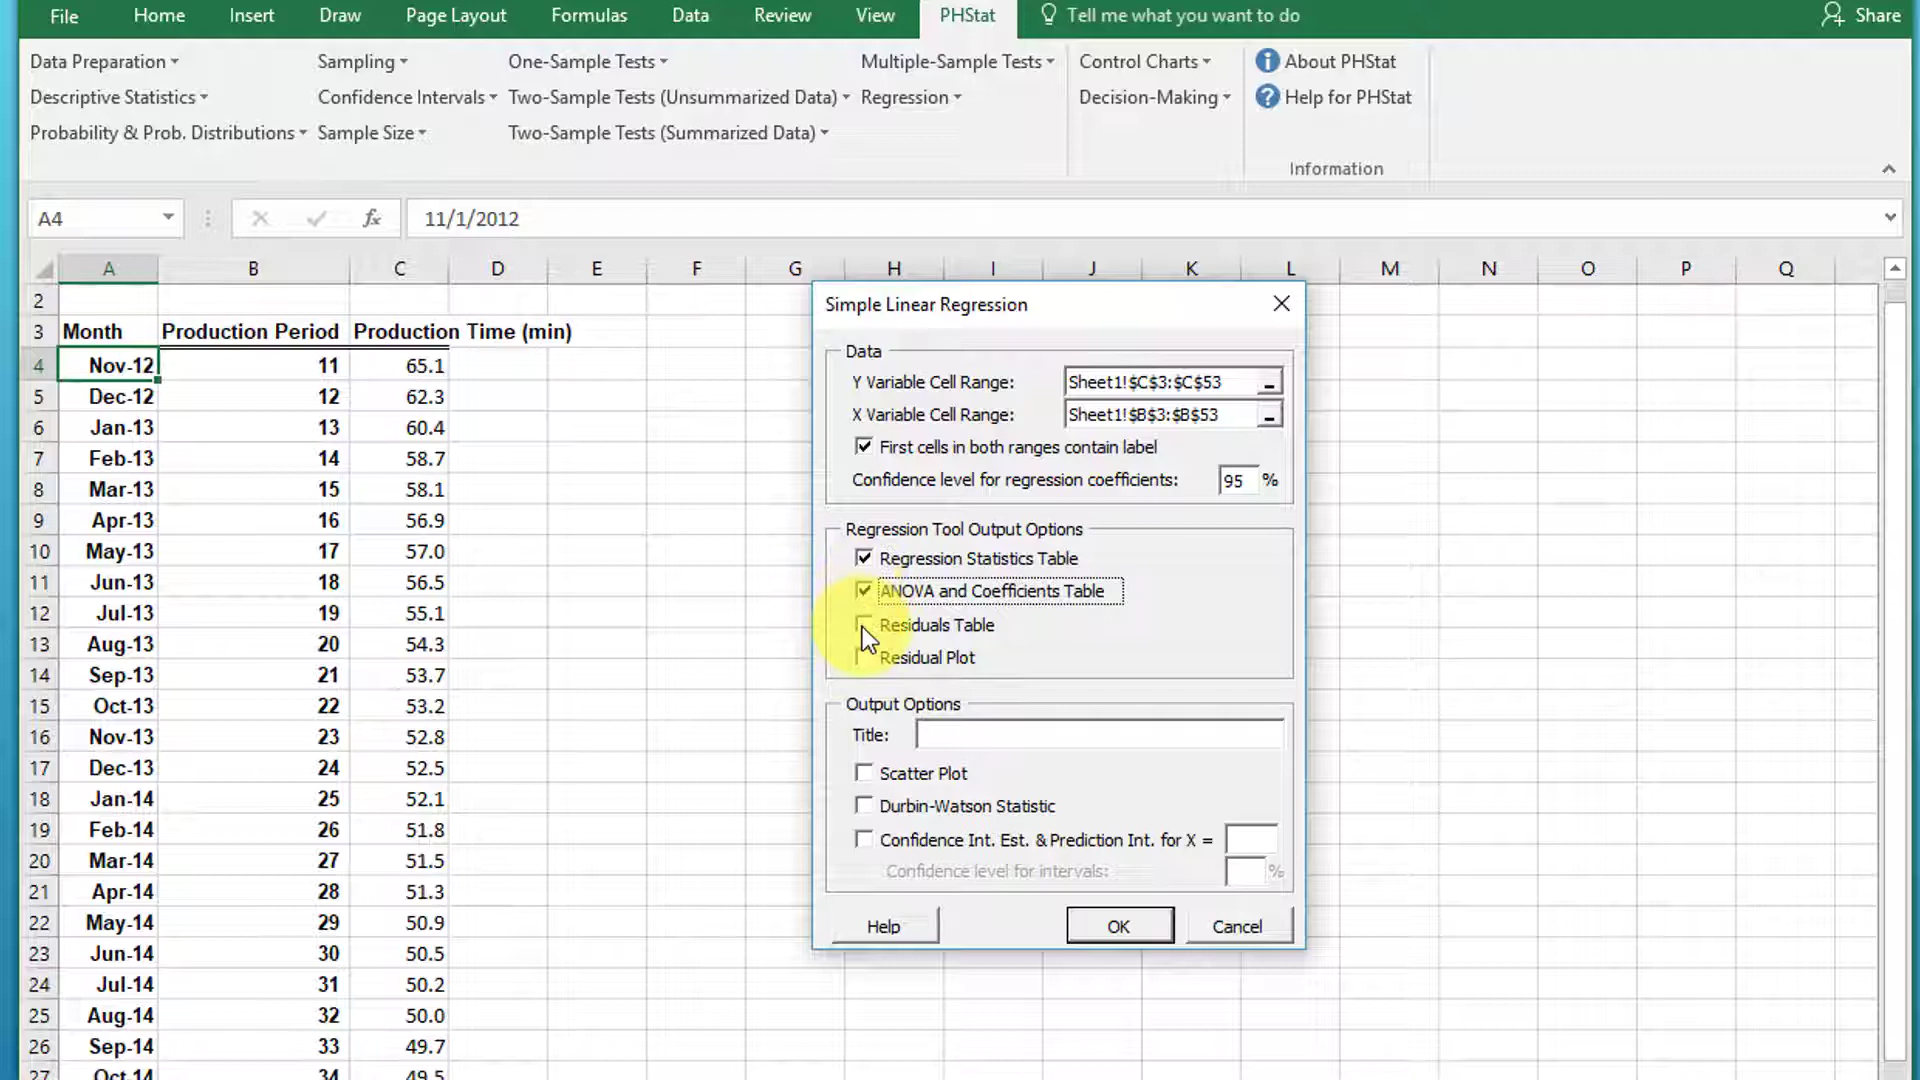 File Home Insert Draw Page Layout Formulas Data Review View PHStat Tell me what you want to do Share
Data Preparation Sampling One-Sample Tests Multiple-Sample Tests Control Charts About PHStat
Descriptive Statistics Confidence Intervals Two-Sample Tests (Unsummarized Data) Regression Decision-Making Help for PHStat
Probability & Prob. Distributions Sample Size Two-Sample Tests (Summarized Data)
Information
A4 fx 11/1/2012
A B C D E F G H I J K L M N O P Q
2
3 Month Production Period Production Time (min)
4 Nov-12 11 65.1
5 Dec-12 12 62.3
6 Jan-13 13 60.4
7 Feb-13 14 58.7
8 Mar-13 15 58.1
9 Apr-13 16 56.9
10 May-13 17 57.0
11 Jun-13 18 56.5
12 Jul-13 19 55.1
13 Aug-13 20 54.3
14 Sep-13 21 53.7
15 Oct-13 22 53.2
16 Nov-13 23 52.8
17 Dec-13 24 52.5
18 Jan-14 25 52.1
19 Feb-14 26 51.8
20 Mar-14 27 51.5
21 Apr-14 28 51.3
22 May-14 29 50.9
23 Jun-14 30 50.5
24 Jul-14 31 50.2
25 Aug-14 32 50.0
26 Sep-14 33 49.7
27 Oct-14 34 49.5
Simple Linear Regression
Data
Y Variable Cell Range: Sheet1!$C$3:$C$53
X Variable Cell Range: Sheet1!$B$3:$B$53
First cells in both ranges contain label
Confidence level for regression coefficients: 95 %
Regression Tool Output Options
Regression Statistics Table
ANOVA and Coefficients Table
Residuals Table
Residual Plot
Output Options
Title:
Scatter Plot
Durbin-Watson Statistic
Confidence Int. Est. & Prediction Int. for X =
Confidence level for intervals: %
Help OK Cancel